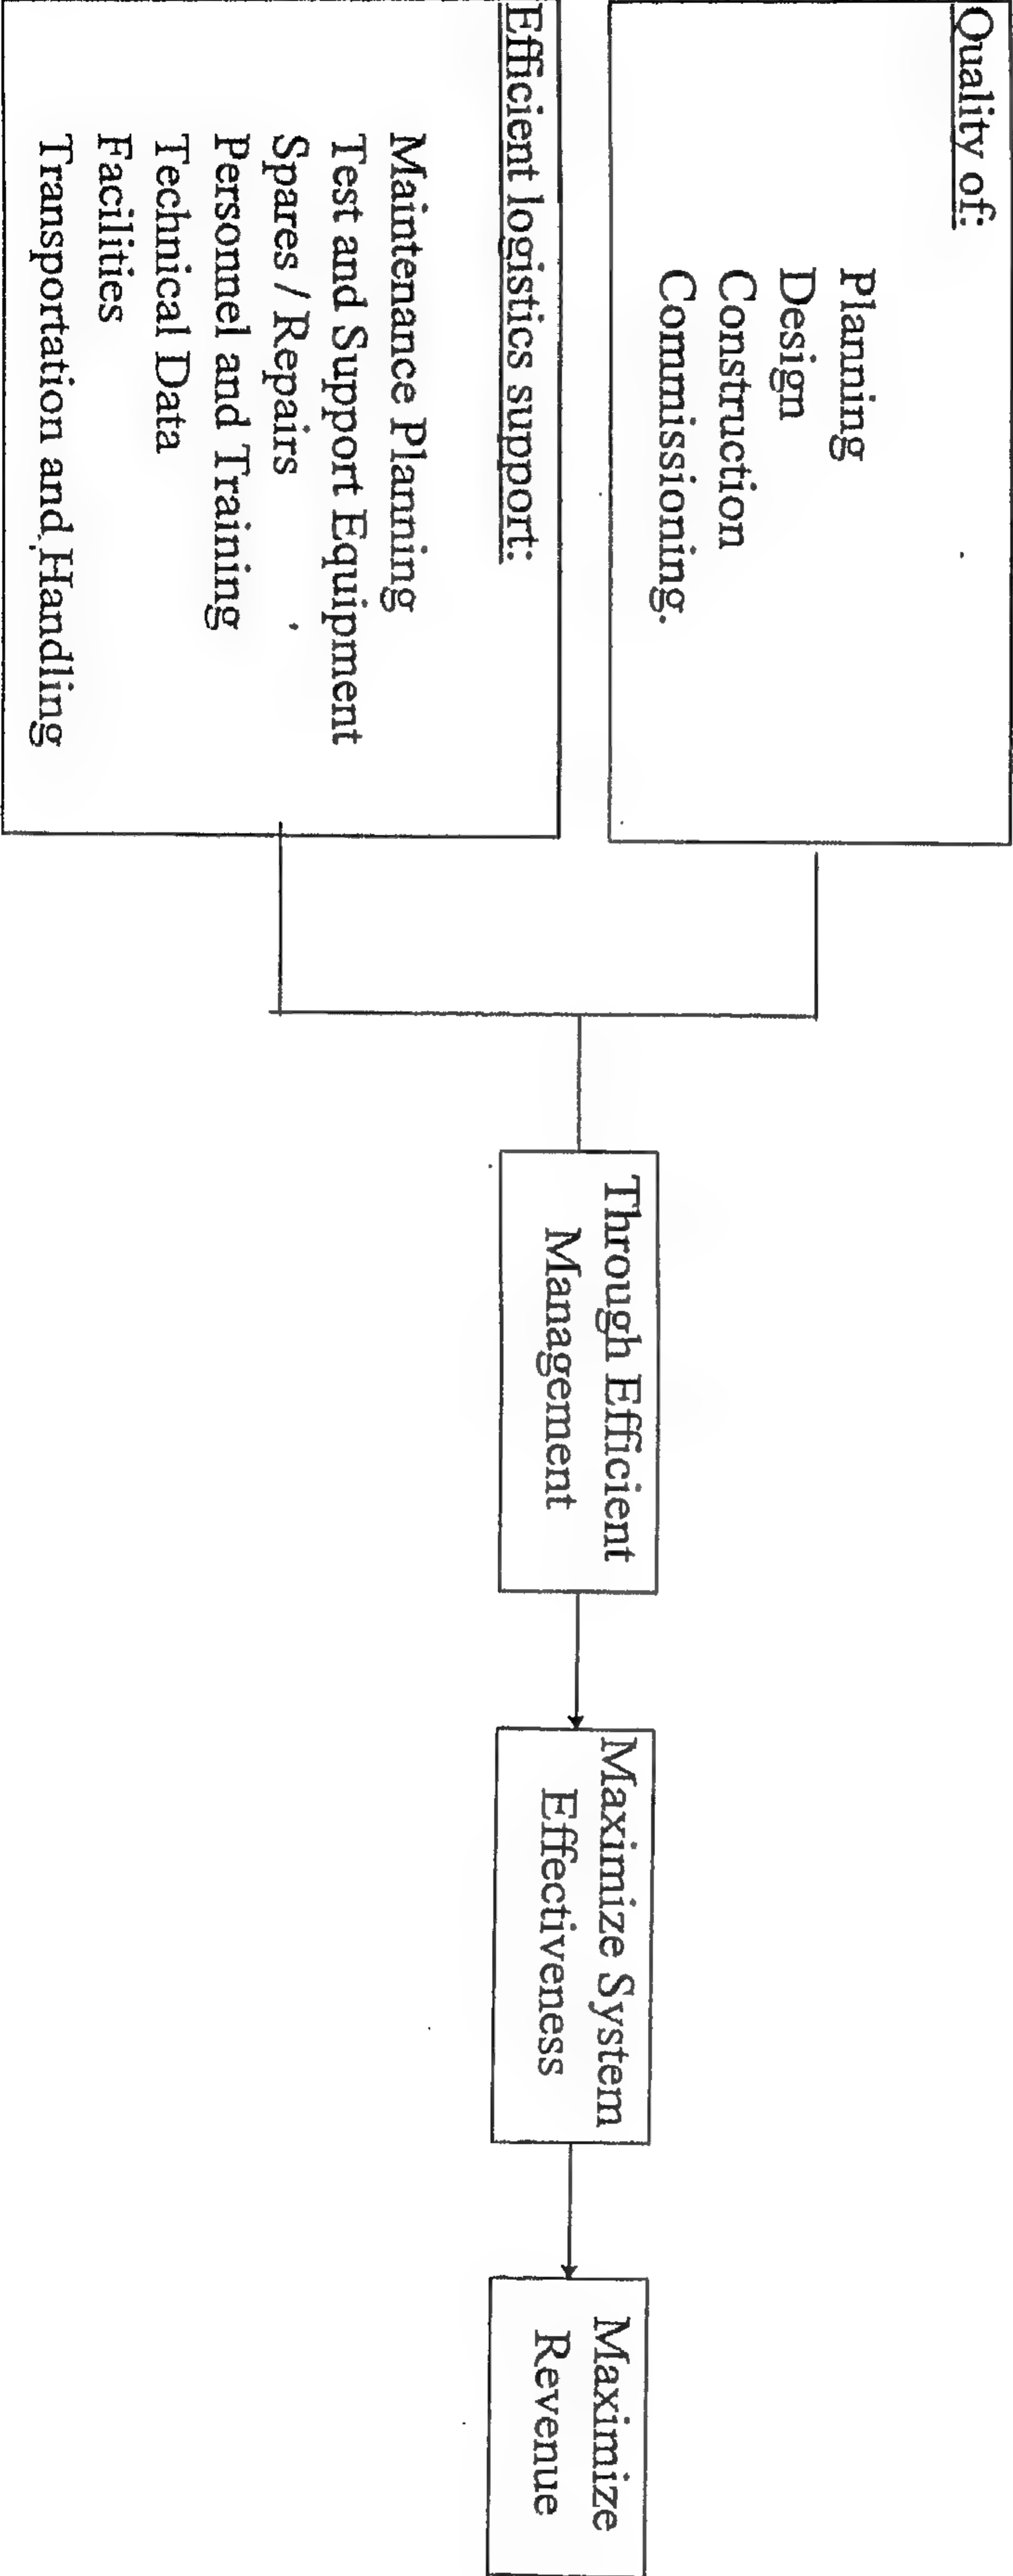 Quality of:
Planning
Design
Construction
Commissioning.
Efficient logistics support:
Maintenance Planning
Test and Support Equipment
Spares / Repairs
Personnel and Training
Technical Data
Facilities
Transportation and Handling
Through Efficient
Management
Maximize System
Effectiveness
Maximize
Revenue